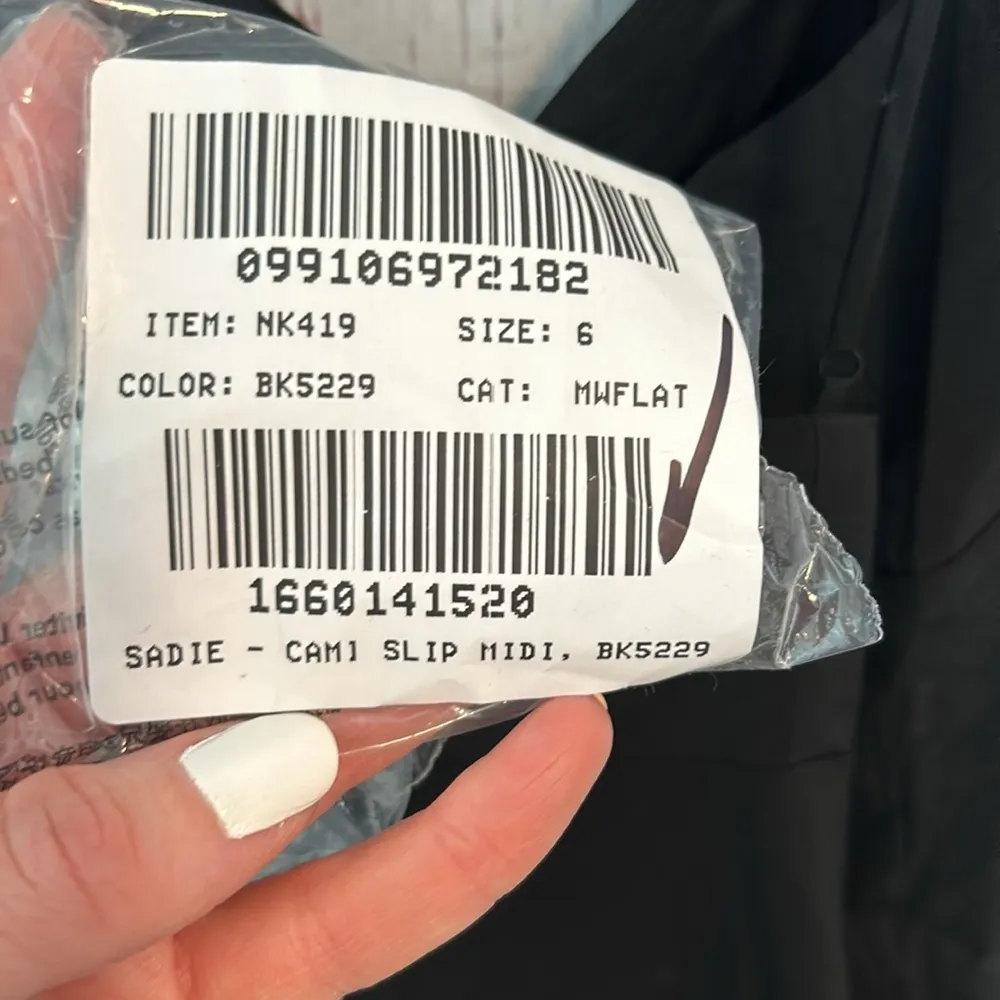 099106972182
ITEM: NK419 SIZE: 6
COLOR: BK5229 CAT: MWFLAT
1660141520
SADIE - CAMI SLIP MIDI, BK5229